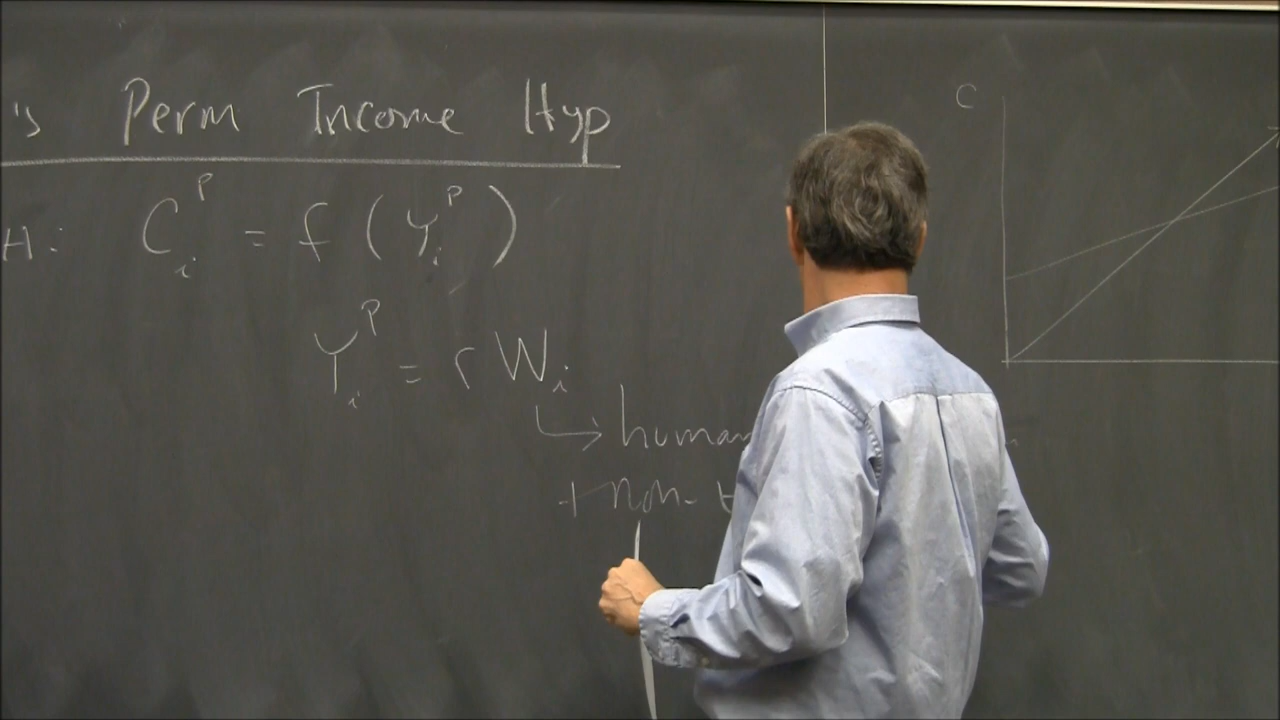 's Perm Income Hyp
H: C_i^P = f ( Y_i^P )
Y_i^P = r W_i
↳ human
+ non-
C